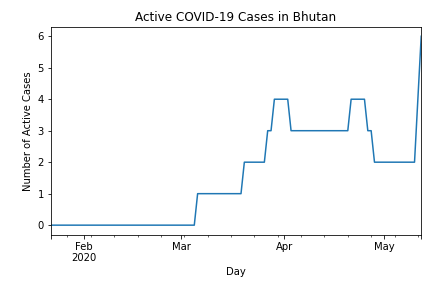 Active COVID-19 Cases in Bhutan
6
5
4
3
2
1
0
Number of Active Cases
Feb
2020
Mar
Apr
May
Day